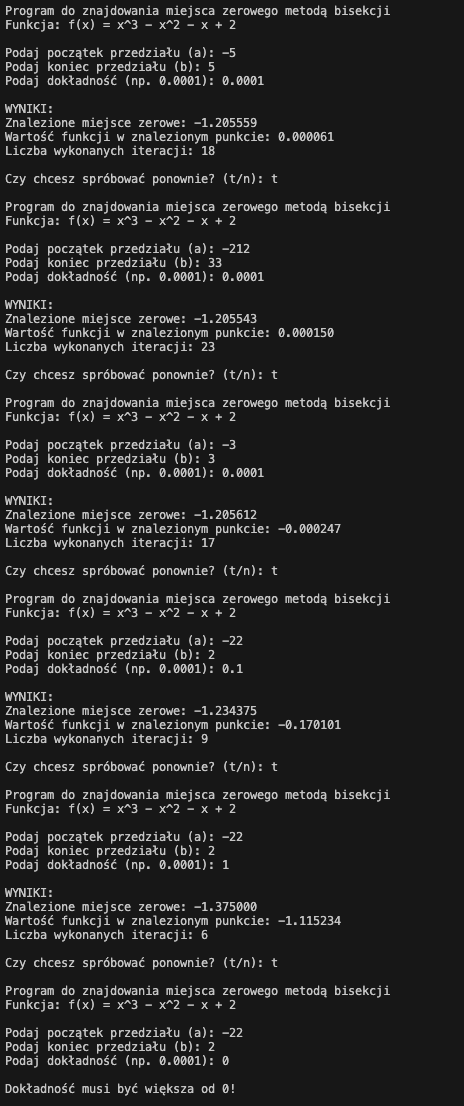 Program do znajdowania miejsca zerowego metodą bisekcji
Funkcja: f(x) = x^3 - x^2 - x + 2
Podaj początek przedziału (a): -5
Podaj koniec przedziału (b): 5
Podaj dokładność (np. 0.0001): 0.0001
WYNIKI:
Znalezione miejsce zerowe: -1.205559
Wartość funkcji w znalezionym punkcie: 0.000061
Liczba wykonanych iteracji: 18
Czy chcesz spróbować ponownie? (t/n): t
Program do znajdowania miejsca zerowego metodą bisekcji
Funkcja: f(x) = x^3 - x^2 - x + 2
Podaj początek przedziału (a): -212
Podaj koniec przedziału (b): 33
Podaj dokładność (np. 0.0001): 0.0001
WYNIKI:
Znalezione miejsce zerowe: -1.205543
Wartość funkcji w znalezionym punkcie: 0.000150
Liczba wykonanych iteracji: 23
Czy chcesz spróbować ponownie? (t/n): t
Program do znajdowania miejsca zerowego metodą bisekcji
Funkcja: f(x) = x^3 - x^2 - x + 2
Podaj początek przedziału (a): -3
Podaj koniec przedziału (b): 3
Podaj dokładność (np. 0.0001): 0.0001
WYNIKI:
Znalezione miejsce zerowe: -1.205612
Wartość funkcji w znalezionym punkcie: -0.000247
Liczba wykonanych iteracji: 17
Czy chcesz spróbować ponownie? (t/n): t
Program do znajdowania miejsca zerowego metodą bisekcji
Funkcja: f(x) = x^3 - x^2 - x + 2
Podaj początek przedziału (a): -22
Podaj koniec przedziału (b): 2
Podaj dokładność (np. 0.0001): 0.1
WYNIKI:
Znalezione miejsce zerowe: -1.234375
Wartość funkcji w znalezionym punkcie: -0.170101
Liczba wykonanych iteracji: 9
Czy chcesz spróbować ponownie? (t/n): t
Program do znajdowania miejsca zerowego metodą bisekcji
Funkcja: f(x) = x^3 - x^2 - x + 2
Podaj początek przedziału (a): -22
Podaj koniec przedziału (b): 2
Podaj dokładność (np. 0.0001): 1
WYNIKI:
Znalezione miejsce zerowe: -1.375000
Wartość funkcji w znalezionym punkcie: -1.115234
Liczba wykonanych iteracji: 6
Czy chcesz spróbować ponownie? (t/n): t
Program do znajdowania miejsca zerowego metodą bisekcji
Funkcja: f(x) = x^3 - x^2 - x + 2
Podaj początek przedziału (a): -22
Podaj koniec przedziału (b): 2
Podaj dokładność (np. 0.0001): 0
Dokładność musi być większa od 0!